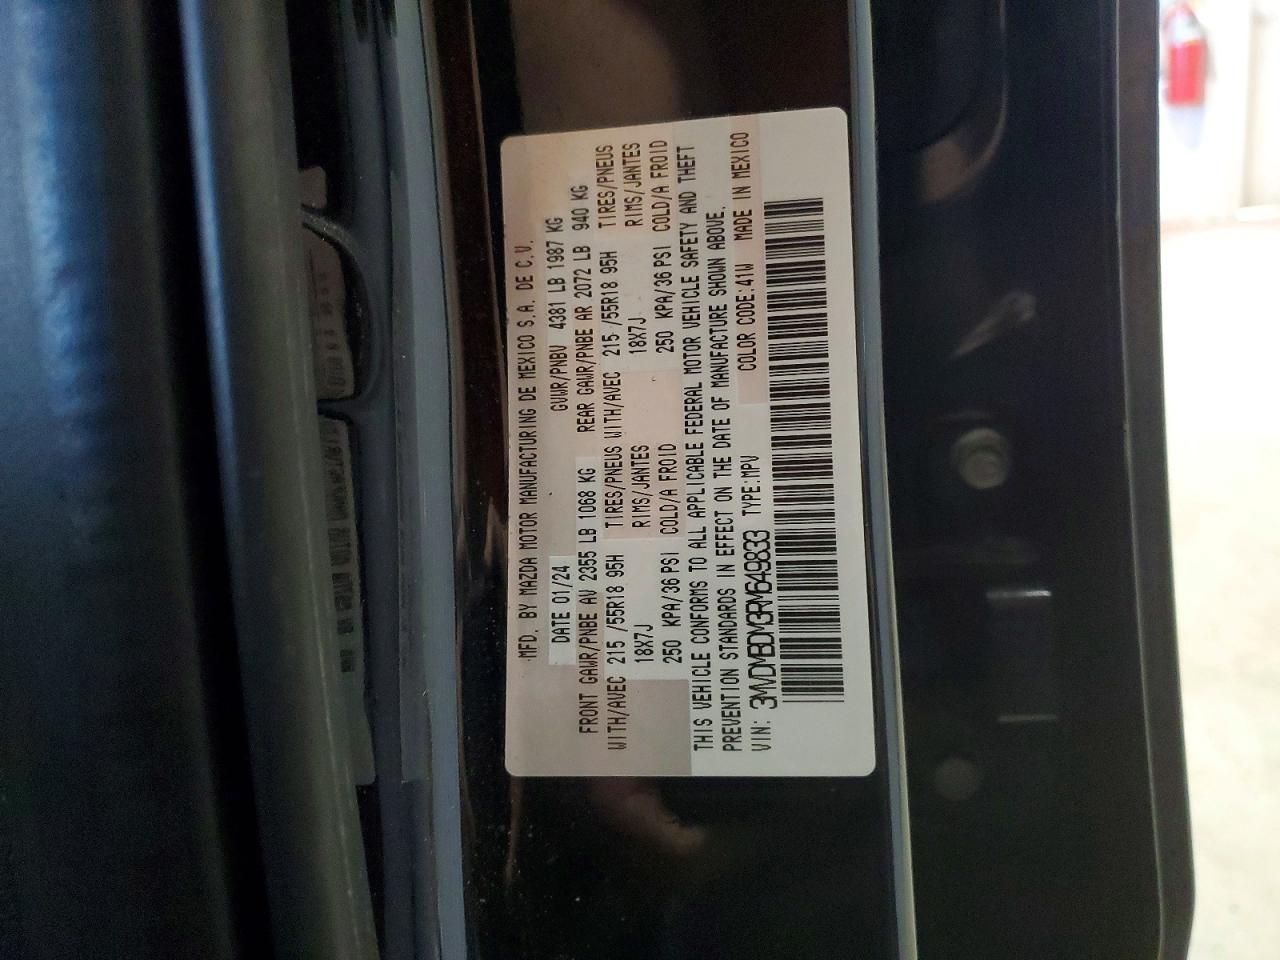 MFD. BY MAZDA MOTOR MANUFACTURING DE MEXICO S.A. DE C.V.
DATE 01/24 GVWR/PNBV 4381 LB 1987 KG
FRONT GAWR/PNBE AV 2355 LB 1068 KG REAR GAWR/PNBE AR 2072 LB 940 KG
WITH/AVEC 215 /55R18 95H TIRES/PNEUS WITH/AVEC 215 /55R18 95H TIRES/PNEUS
18X7J RIMS/JANTES 18X7J RIMS/JANTES
250 KPA/36 PSI COLD/A FROID 250 KPA/36 PSI COLD/A FROID
THIS VEHICLE CONFORMS TO ALL APPLICABLE FEDERAL MOTOR VEHICLE SAFETY AND THEFT
PREVENTION STANDARDS IN EFFECT ON THE DATE OF MANUFACTURE SHOWN ABOVE.
VIN: 3MVDMBDM3RM649833 TYPE:MPV COLOR CODE:41W MADE IN MEXICO